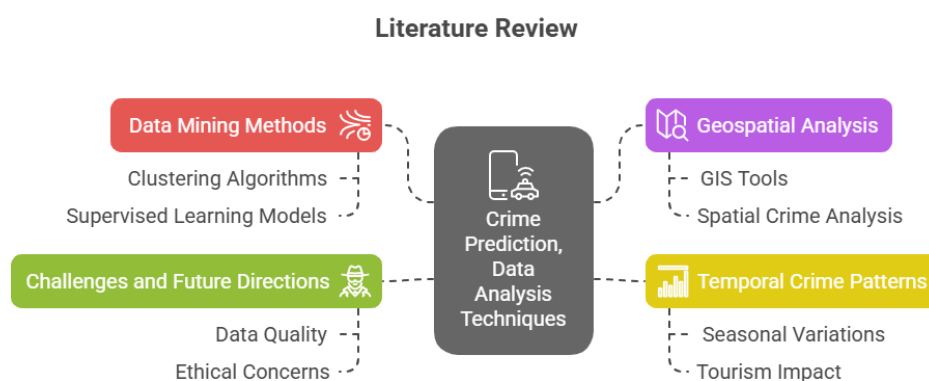 Literature Review
Data Mining Methods
Clustering Algorithms
Supervised Learning Models
Challenges and Future Directions
Data Quality
Ethical Concerns
Crime
Prediction,
Data
Analysis
Techniques
Geospatial Analysis
GIS Tools
Spatial Crime Analysis
Temporal Crime Patterns
Seasonal Variations
Tourism Impact